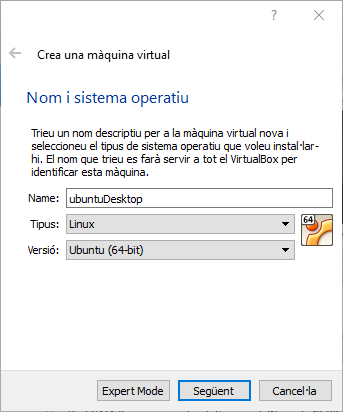 ?
Crea una màquina virtual
Nom i sistema operatiu
Trieu un nom descriptiu per a la màquina virtual nova i
seleccioneu el tipus de sistema operatiu que voleu instal·lar-
hi. El nom que trieu es farà servir a tot el VirtualBox per
identificar esta màquina.
Name: ubuntuDesktop
Tipus: Linux
64
Versió: Ubuntu (64-bit)
Expert Mode Següent Cancel·la